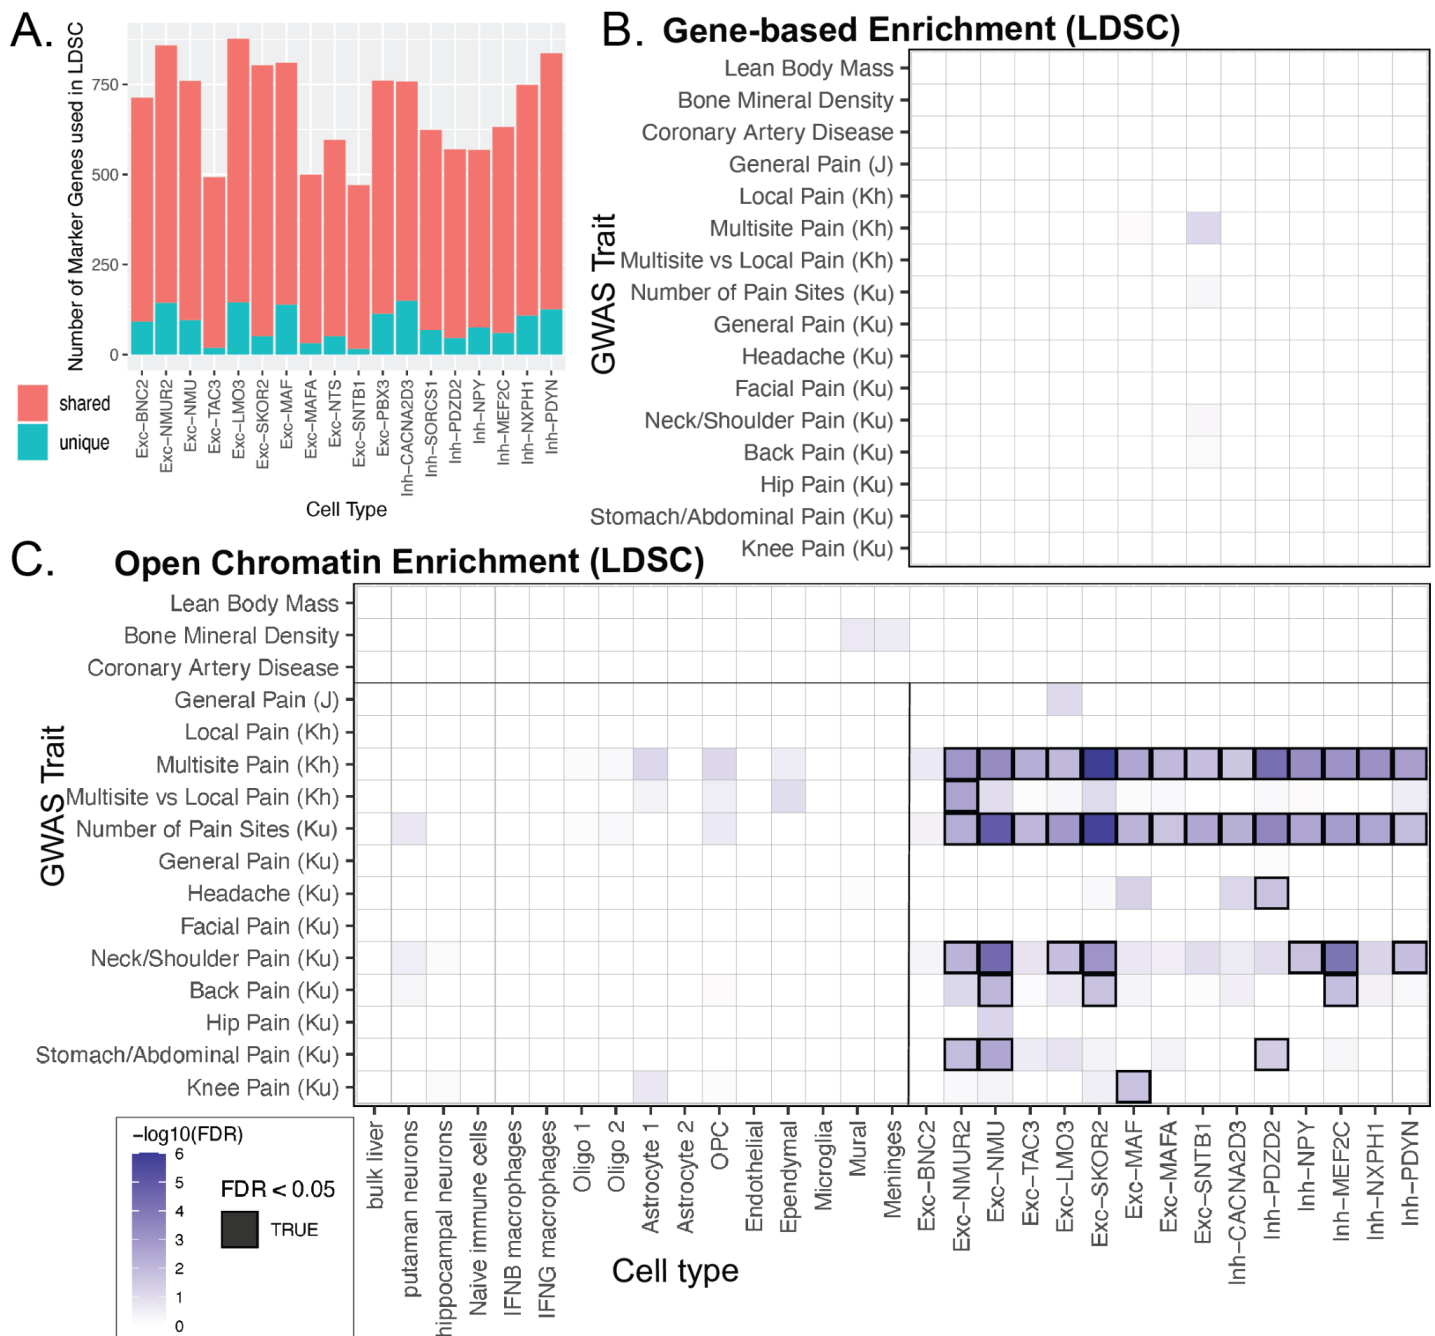 A.
Number of Marker Genes used in LDSC
750
500
250
0
Exc−BNC2
Exc−NMUR2
Exc−NMU
Exc−TAC3
Exc−LMO3
Exc−SKOR2
Exc−MAF
Exc−MAFA
Exc−NTS
Exc−SNTB1
Exc−PBX3
Inh−CACNA2D3
Inh−SORCS1
Inh−PDZD2
Inh−NPY
Inh−MEF2C
Inh−NXPH1
Inh−PDYN
Cell Type
shared
unique
B. Gene-based Enrichment (LDSC)
GWAS Trait
Lean Body Mass
Bone Mineral Density
Coronary Artery Disease
General Pain (J)
Local Pain (Kh)
Multisite Pain (Kh)
Multisite vs Local Pain (Kh)
Number of Pain Sites (Ku)
General Pain (Ku)
Headache (Ku)
Facial Pain (Ku)
Neck/Shoulder Pain (Ku)
Back Pain (Ku)
Hip Pain (Ku)
Stomach/Abdominal Pain (Ku)
Knee Pain (Ku)
C. Open Chromatin Enrichment (LDSC)
GWAS Trait
Lean Body Mass
Bone Mineral Density
Coronary Artery Disease
General Pain (J)
Local Pain (Kh)
Multisite Pain (Kh)
Multisite vs Local Pain (Kh)
Number of Pain Sites (Ku)
General Pain (Ku)
Headache (Ku)
Facial Pain (Ku)
Neck/Shoulder Pain (Ku)
Back Pain (Ku)
Hip Pain (Ku)
Stomach/Abdominal Pain (Ku)
Knee Pain (Ku)
bulk liver
putaman neurons
hippocampal neurons
Naive immune cells
IFNB macrophages
IFNG macrophages
Oligo 1
Oligo 2
Astrocyte 1
Astrocyte 2
OPC
Endothelial
Ependymal
Microglia
Mural
Meninges
Exc−BNC2
Exc−NMUR2
Exc−NMU
Exc−TAC3
Exc−LMO3
Exc−SKOR2
Exc−MAF
Exc−MAFA
Exc−SNTB1
Inh−CACNA2D3
Inh−PDZD2
Inh−NPY
Inh−MEF2C
Inh−NXPH1
Inh−PDYN
Cell type
−log10(FDR)
6
5
4
3
2
1
0
FDR < 0.05
TRUE